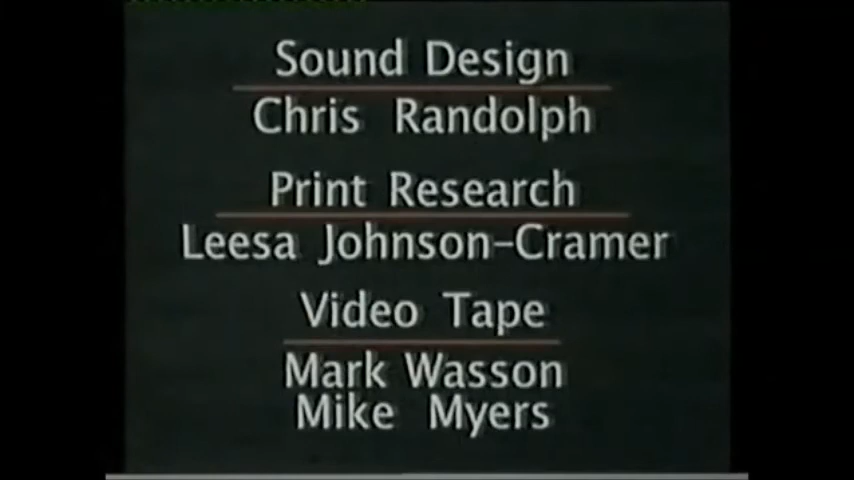 Sound Design
Chris Randolph
Print Research
Leesa Johnson-Cramer
Video Tape
Mark Wasson
Mike Myers